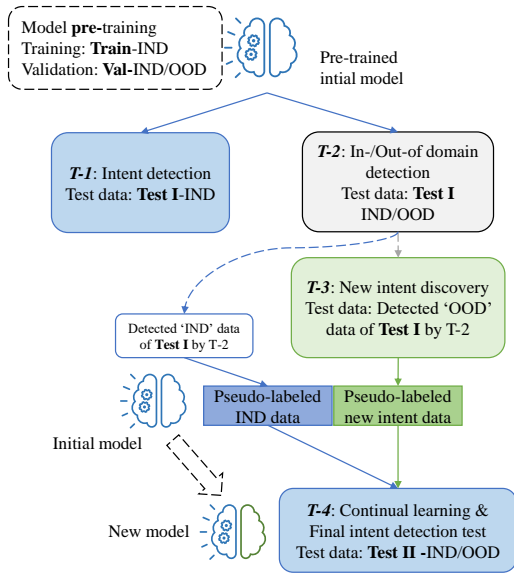 Model pre-training
Training: Train-IND
Validation: Val-IND/OOD
Pre-trained
intial model
T-1: Intent detection
Test data: Test I-IND
T-2: In-/Out-of domain
detection
Test data: Test I
IND/OOD
T-3: New intent discovery
Test data: Detected 'OOD'
data of Test I by T-2
Detected 'IND' data
of Test I by T-2
Pseudo-labeled
IND data
Pseudo-labeled
new intent data
Initial model
New model
T-4: Continual learning &
Final intent detection test
Test data: Test II -IND/OOD